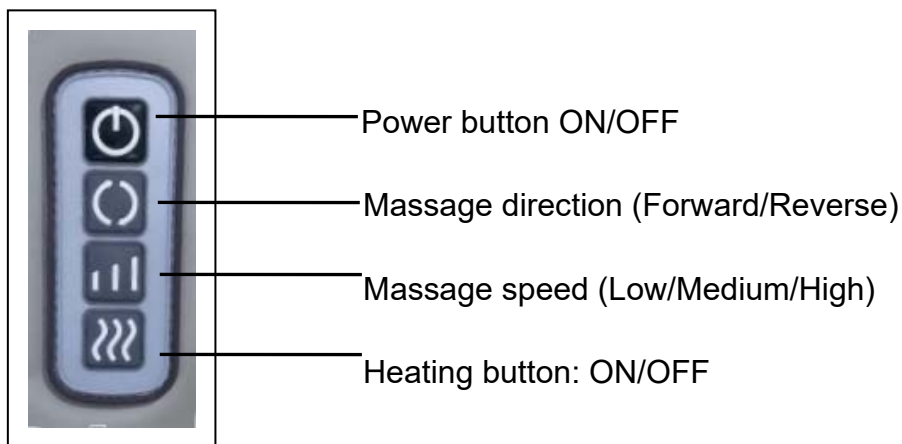 Power button ON/OFF
Massage direction (Forward/Reverse)
Massage speed (Low/Medium/High)
Heating button: ON/OFF